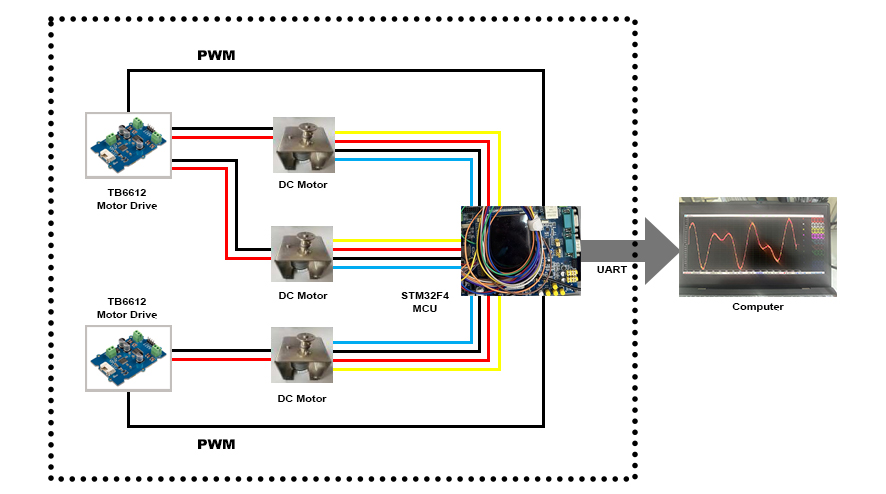 PWM
TB6612
Motor Drive
DC Motor
DC Motor
STM32F4
MCU
UART
Computer
TB6612
Motor Drive
DC Motor
PWM